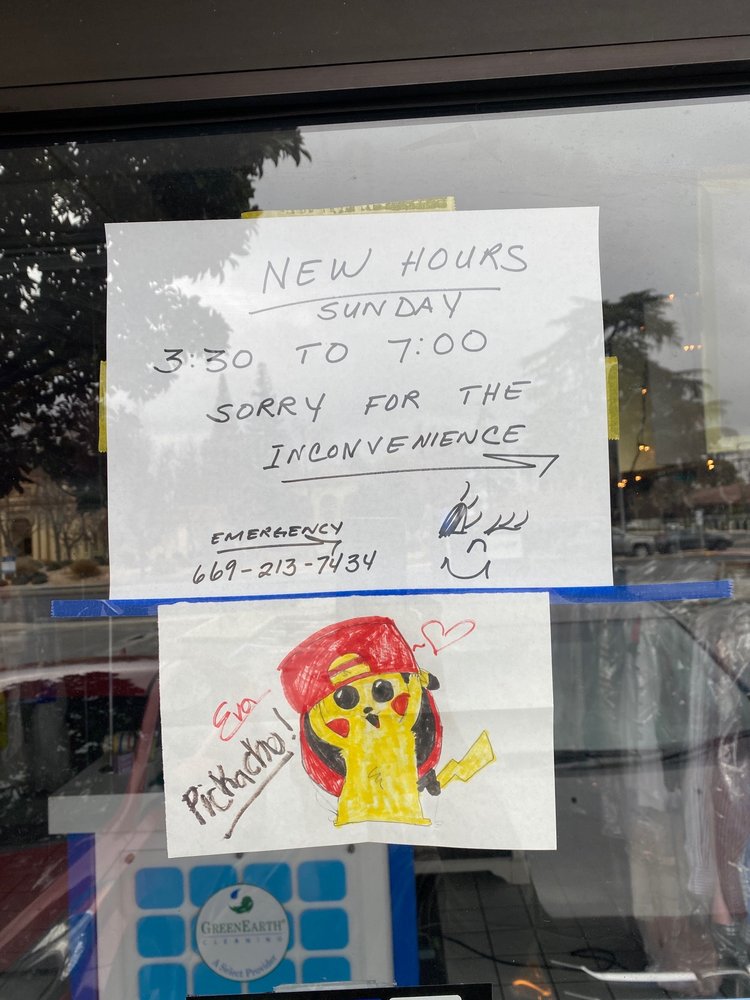 NEW HOURS
SUNDAY
3:30 TO 7:00
SORRY FOR THE
INCONVENIENCE
EMERGENCY
669-213-7434
Eva
Pickacho!
GREENEARTH
CLEANING
A Select Provider